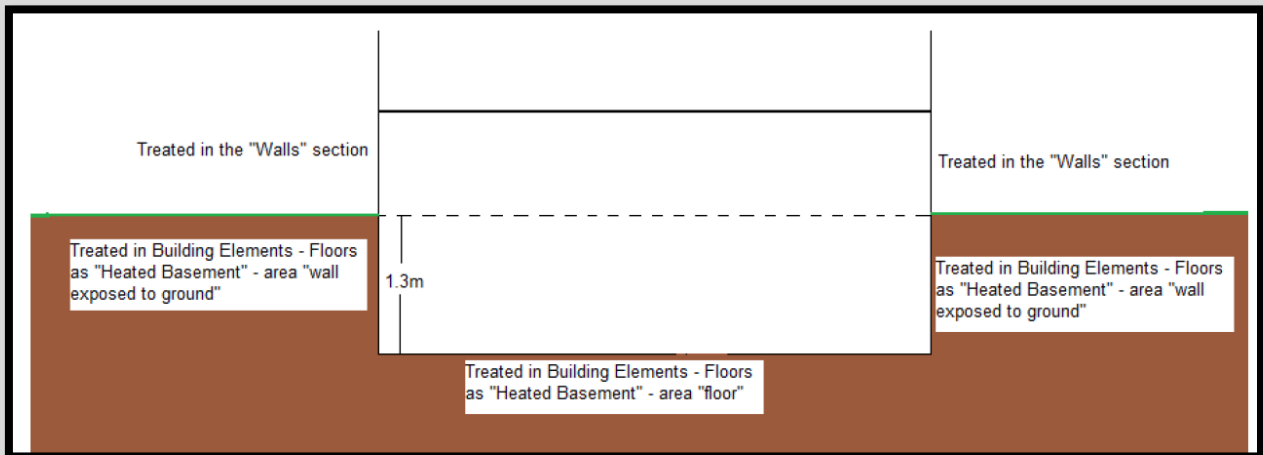 Treated in the "Walls" section
Treated in the "Walls" section
Treated in Building Elements - Floors
as "Heated Basement" - area "wall
exposed to ground"
1.3m
Treated in Building Elements - Floors
as "Heated Basement" - area "wall
exposed to ground"
Treated in Building Elements - Floors
as "Heated Basement" - area "floor"